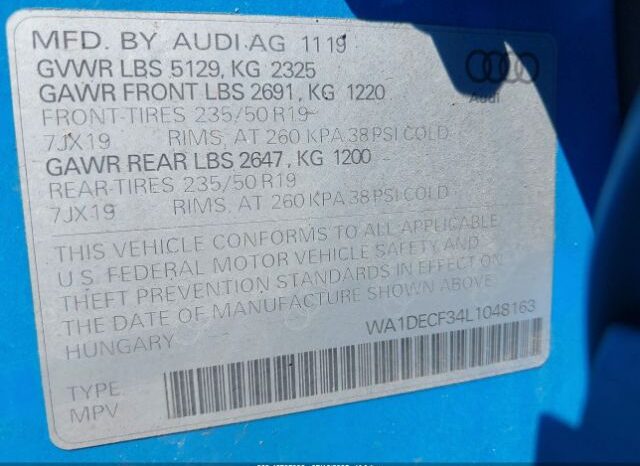 MFD. BY AUDI AG 11 19
GVWR LBS 5129, KG 2325
GAWR FRONT LBS 2691, KG 1220
FRONT-TIRES 235/50 R19
7JX19 RIMS, AT 260 KPA 38 PSI COLD
GAWR REAR LBS 2647, KG 1200
REAR-TIRES 235/50 R19
7JX19 RIMS, AT 260 KPA 38 PSI COLD
Audi
THIS VEHICLE CONFORMS TO ALL APPLICABLE
U.S. FEDERAL MOTOR VEHICLE SAFETY AND
THEFT PREVENTION STANDARDS IN EFFECT ON
THE DATE OF MANUFACTURE SHOWN ABOVE.
HUNGARY
WA1DECF34L1048163
TYPE
MPV